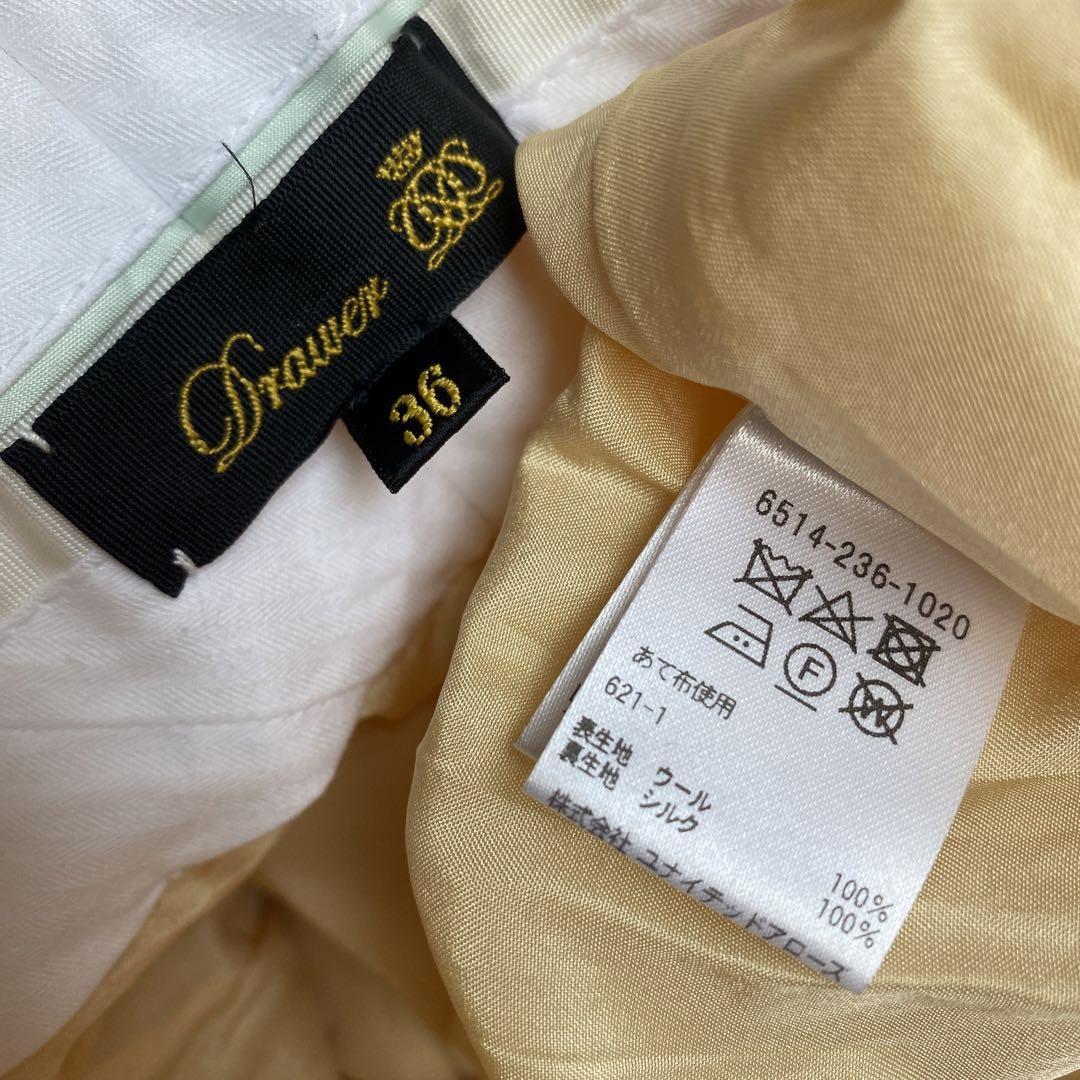 Drawer
36
6514-236-1020
F
W
あて布使用
621-1
表生地 ウール 100%
裏生地 シルク 100%
株式会社 ユナイテッドアローズ